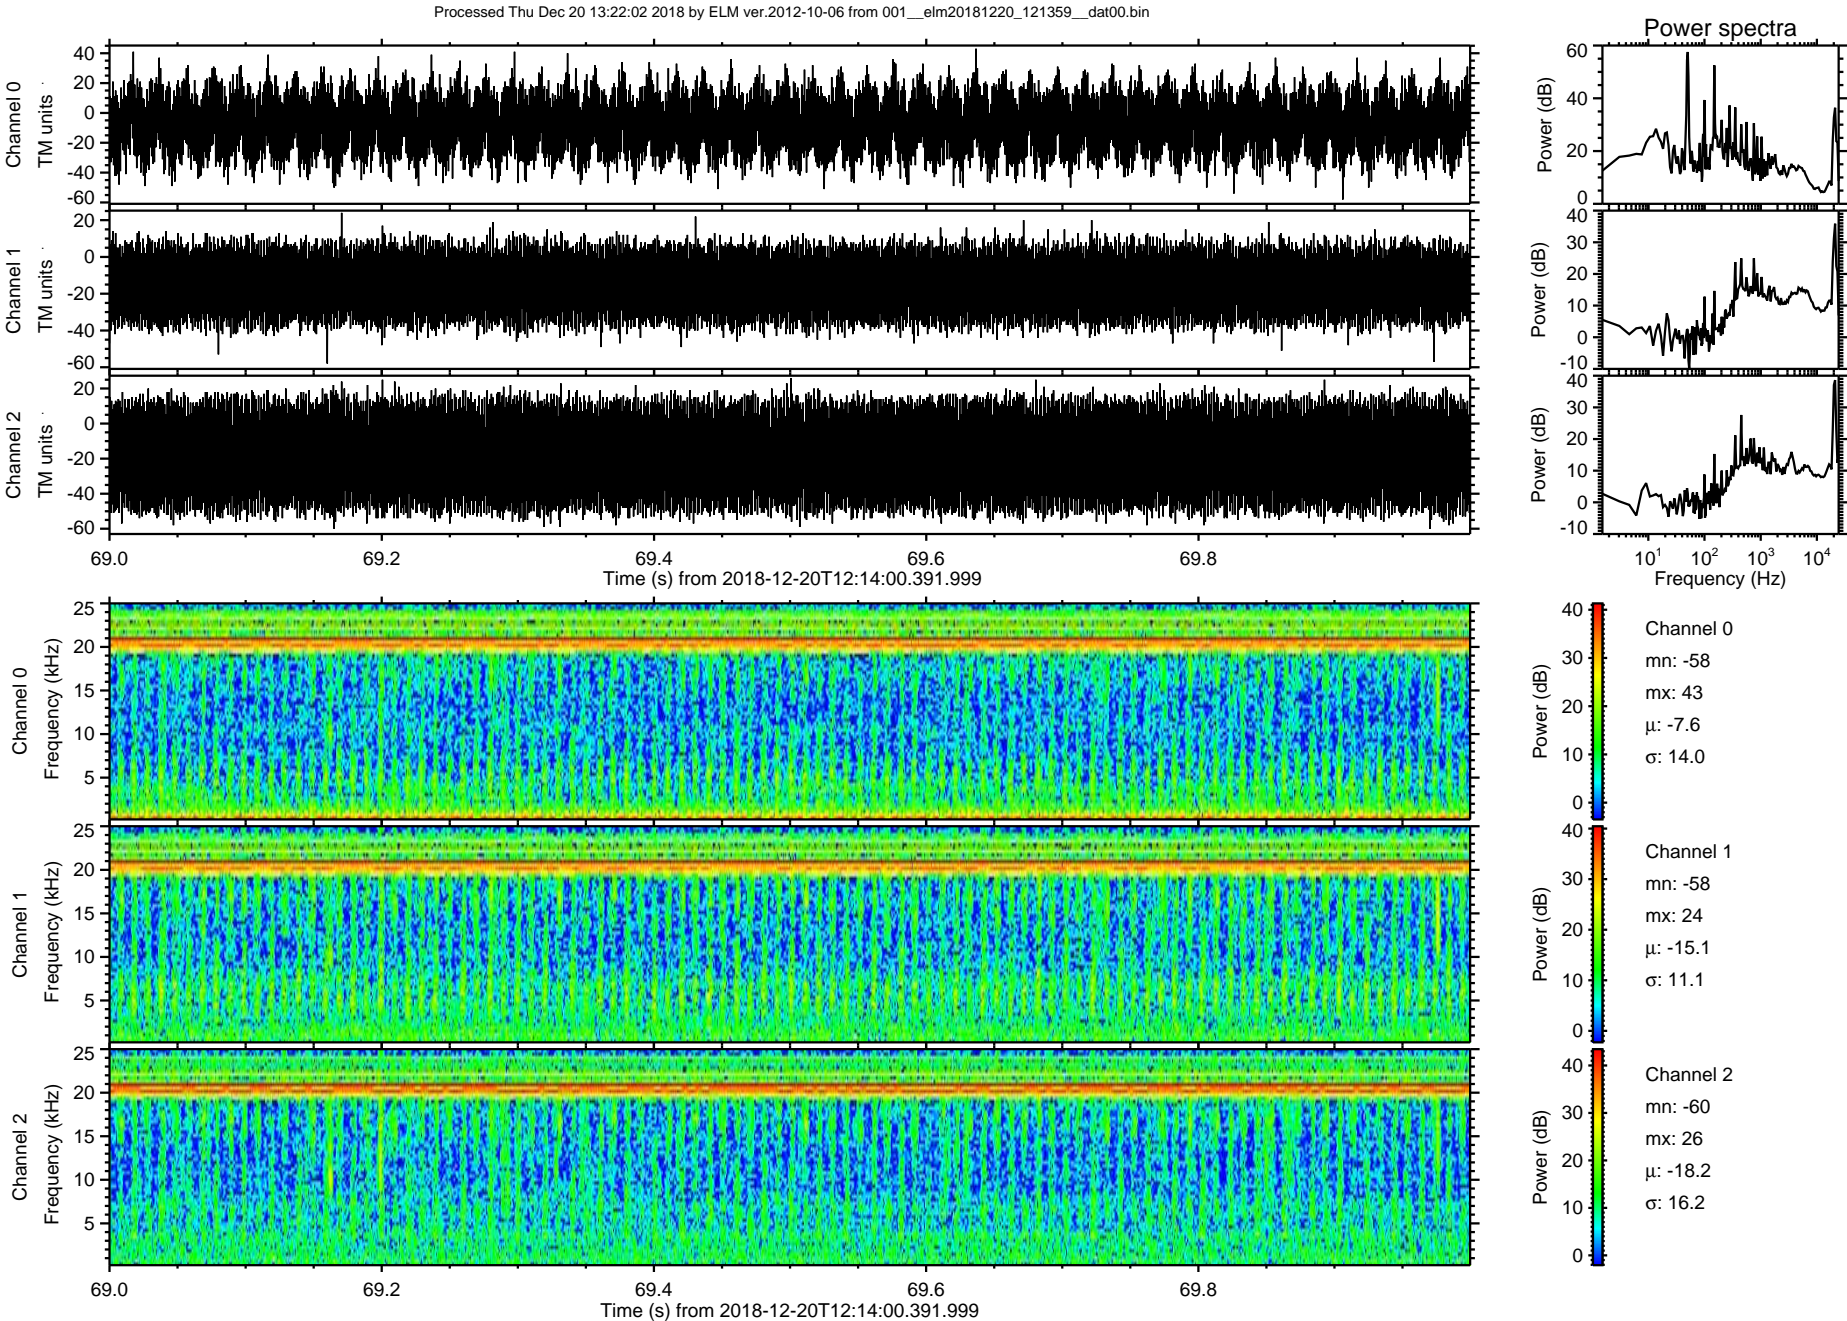 Processed Thu Dec 20 13:22:02 2018 by ELM ver.2012-10-06 from 001__elm20181220_121359__dat00.bin
Power spectra
Channel 0
TM units
40
20
0
-20
-40
-60
Power (dB)
60
40
20
0
Channel 1
TM units
20
0
-20
-40
-60
Power (dB)
40
30
20
10
0
-10
Channel 2
TM units
20
0
-20
-40
-60
Power (dB)
40
30
20
10
0
-10
69.0 69.2 69.4 69.6 69.8
Time (s) from 2018-12-20T12:14:00.391.999
10¹ 10² 10³ 10⁴
Frequency (Hz)
Channel 0
Frequency (kHz)
25
20
15
10
5
Power (dB)
40
30
20
10
0
Channel 0
mn: -58
mx: 43
μ: -7.6
σ: 14.0
Channel 1
Frequency (kHz)
25
20
15
10
5
Power (dB)
40
30
20
10
0
Channel 1
mn: -58
mx: 24
μ: -15.1
σ: 11.1
Channel 2
Frequency (kHz)
25
20
15
10
5
Power (dB)
40
30
20
10
0
Channel 2
mn: -60
mx: 26
μ: -18.2
σ: 16.2
69.0 69.2 69.4 69.6 69.8
Time (s) from 2018-12-20T12:14:00.391.999